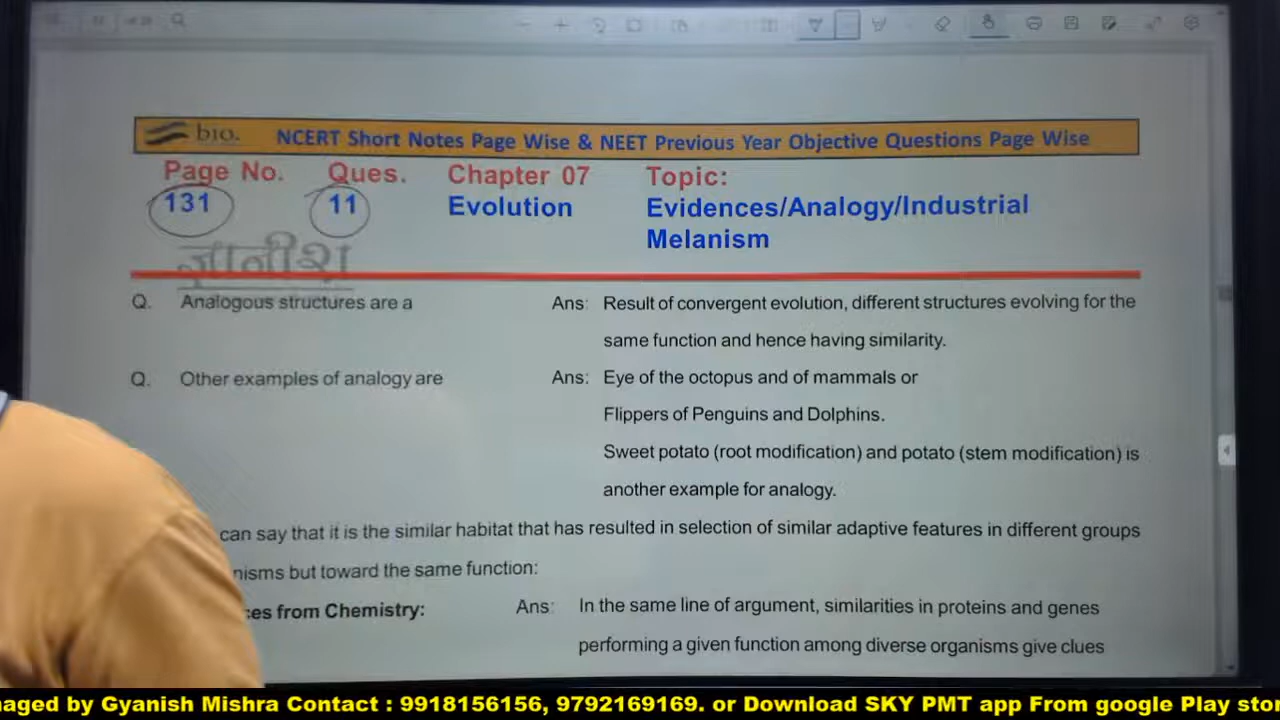 bio. NCERT Short Notes Page Wise & NEET Previous Year Objective Questions Page Wise
Page No. Ques. Chapter 07 Topic:
131 11 Evolution Evidences/Analogy/Industrial
Melanism
ज्ञानीश
Q. Analogous structures are a Ans: Result of convergent evolution, different structures evolving for the
same function and hence having similarity.
Q. Other examples of analogy are Ans: Eye of the octopus and of mammals or
Flippers of Penguins and Dolphins.
Sweet potato (root modification) and potato (stem modification) is
another example for analogy.
can say that it is the similar habitat that has resulted in selection of similar adaptive features in different groups
nisms but toward the same function:
ces from Chemistry: Ans: In the same line of argument, similarities in proteins and genes
performing a given function among diverse organisms give clues
naged by Gyanish Mishra Contact : 9918156156, 9792169169. or Download SKY PMT app From google Play stor